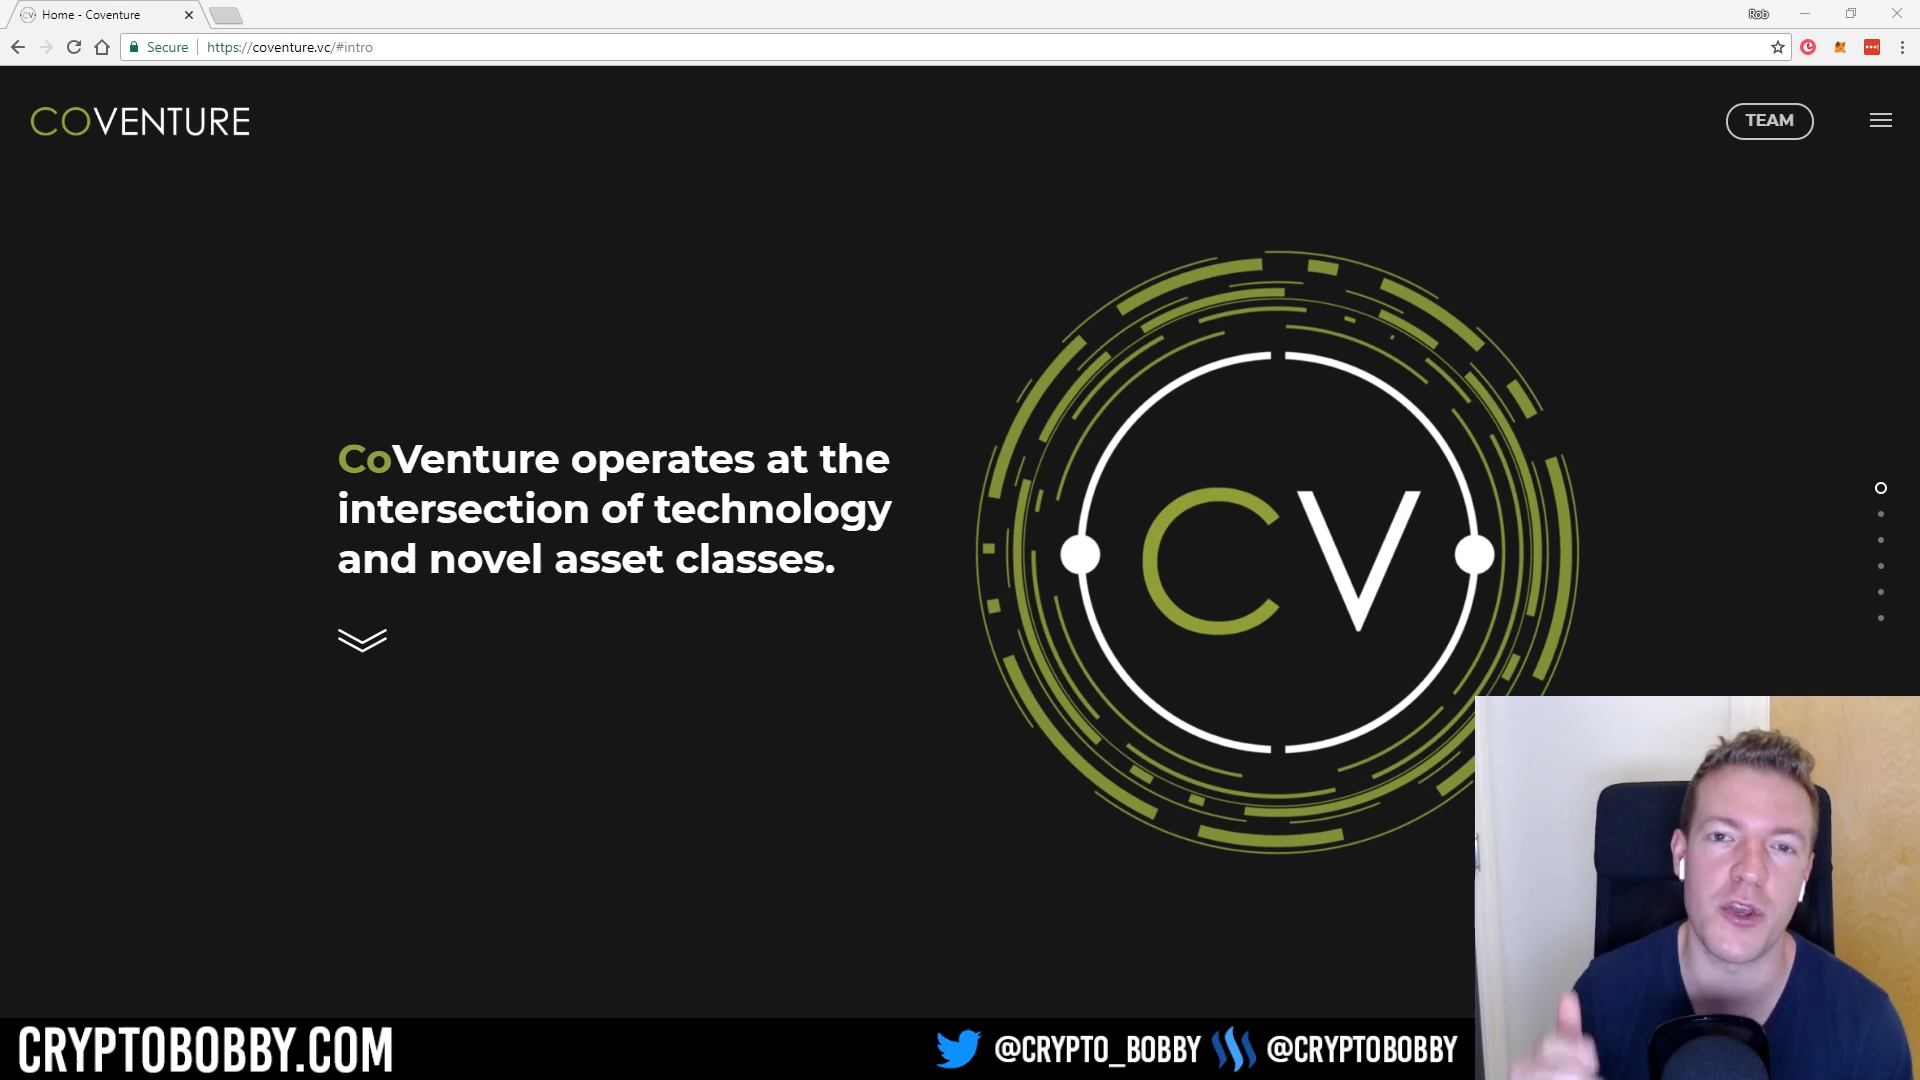 Home - Coventure
Rob
Secure
https://coventure.vc/#intro
COVENTURE
TEAM
CoVenture operates at the
intersection of technology
and novel asset classes.
CV
CRYPTOBOBBY.COM
@CRYPTO_BOBBY
@CRYPTOBOBBY